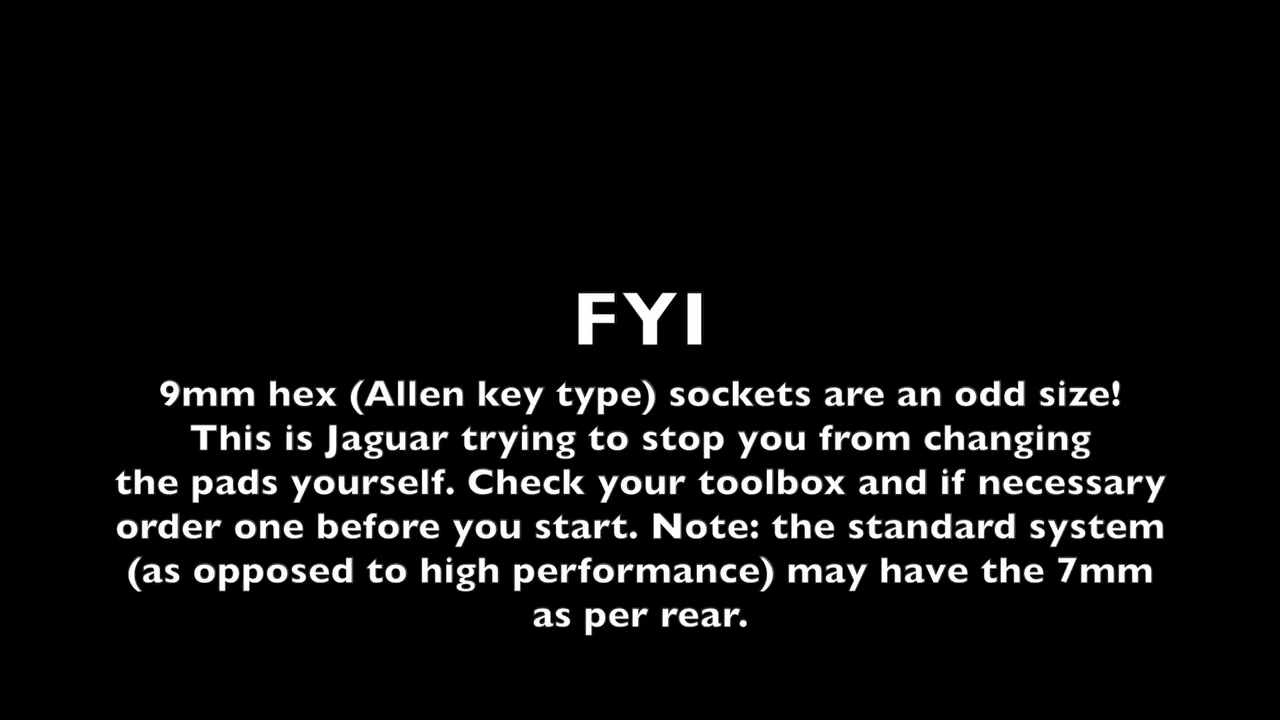 FYI
9mm hex (Allen key type) sockets are an odd size!
This is Jaguar trying to stop you from changing
the pads yourself. Check your toolbox and if necessary
order one before you start. Note: the standard system
(as opposed to high performance) may have the 7mm
as per rear.